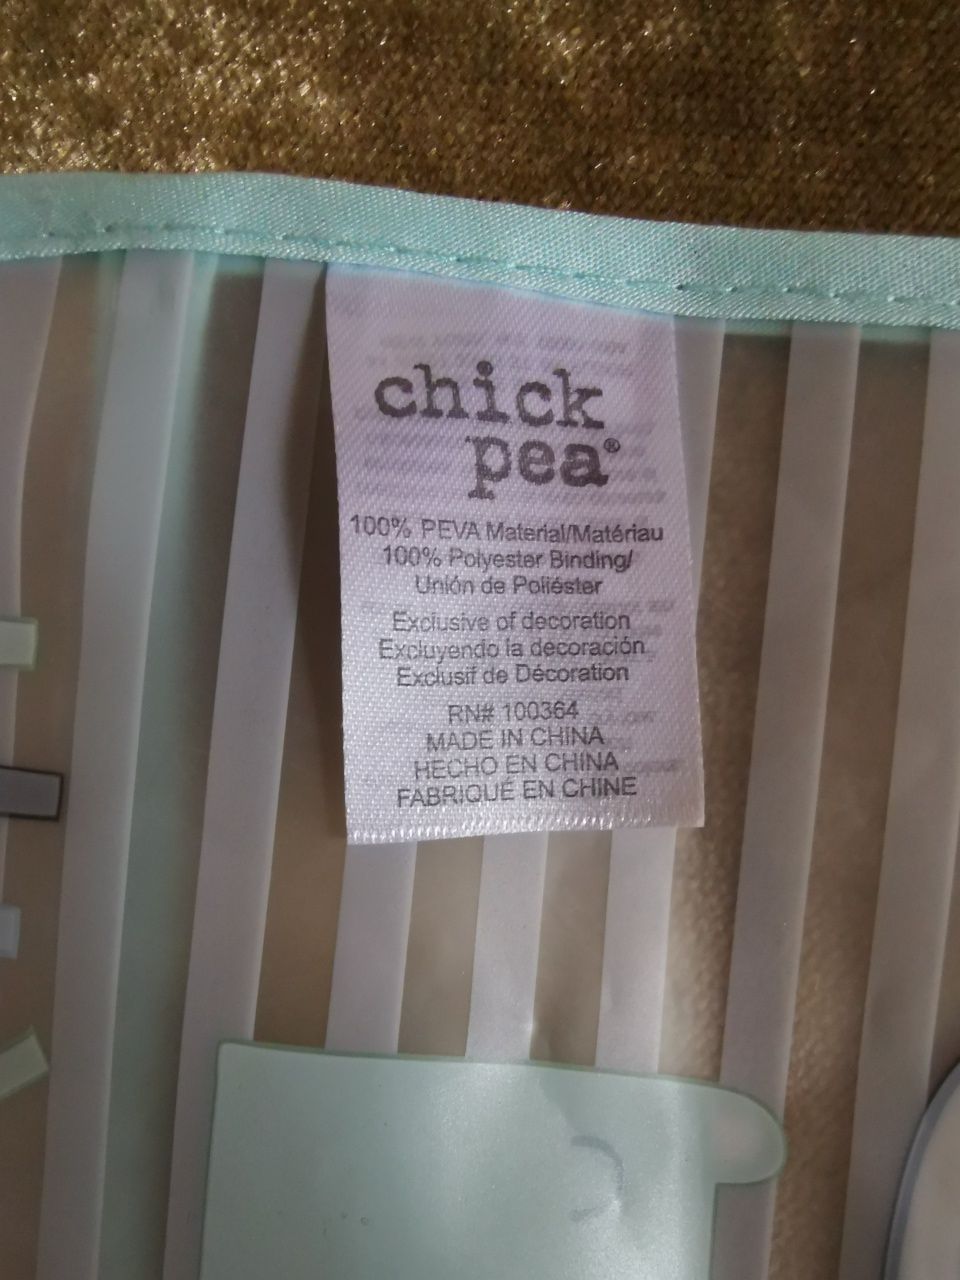 chick
pea®
100% PEVA Material/Matériau
100% Polyester Binding/
Unión de Poliéster
Exclusive of decoration
Excluyendo la decoración
Exclusif de Décoration
RN# 100364
MADE IN CHINA
HECHO EN CHINA
FABRIQUÉ EN CHINE